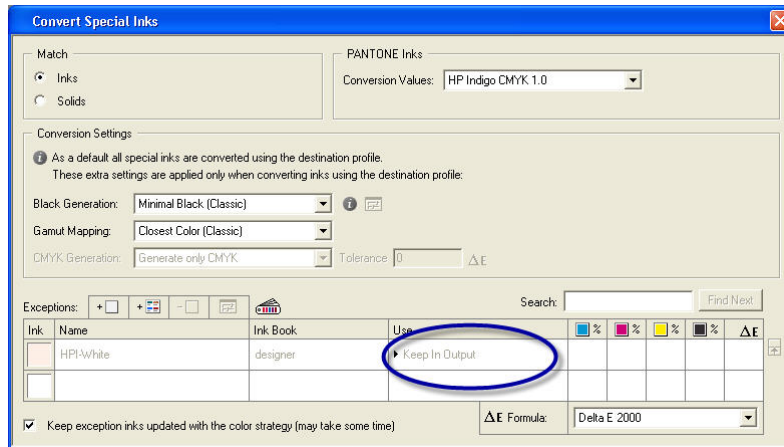 Convert Special Inks
Match
Inks
Solids
PANTONE Inks
Conversion Values: HP Indigo CMYK 1.0
Conversion Settings
As a default all special inks are converted using the destination profile.
These extra settings are applied only when converting inks using the destination profile:
Black Generation: Minimal Black (Classic)
Gamut Mapping: Closest Color (Classic)
CMYK Generation: Generate only CMYK Tolerance 0 ΔE
Exceptions: Search: Find Next
Ink Name Ink Book Use % % % % ΔE
HPI-White designer Keep In Output
Keep exception inks updated with the color strategy (may take some time) ΔE Formula: Delta E 2000